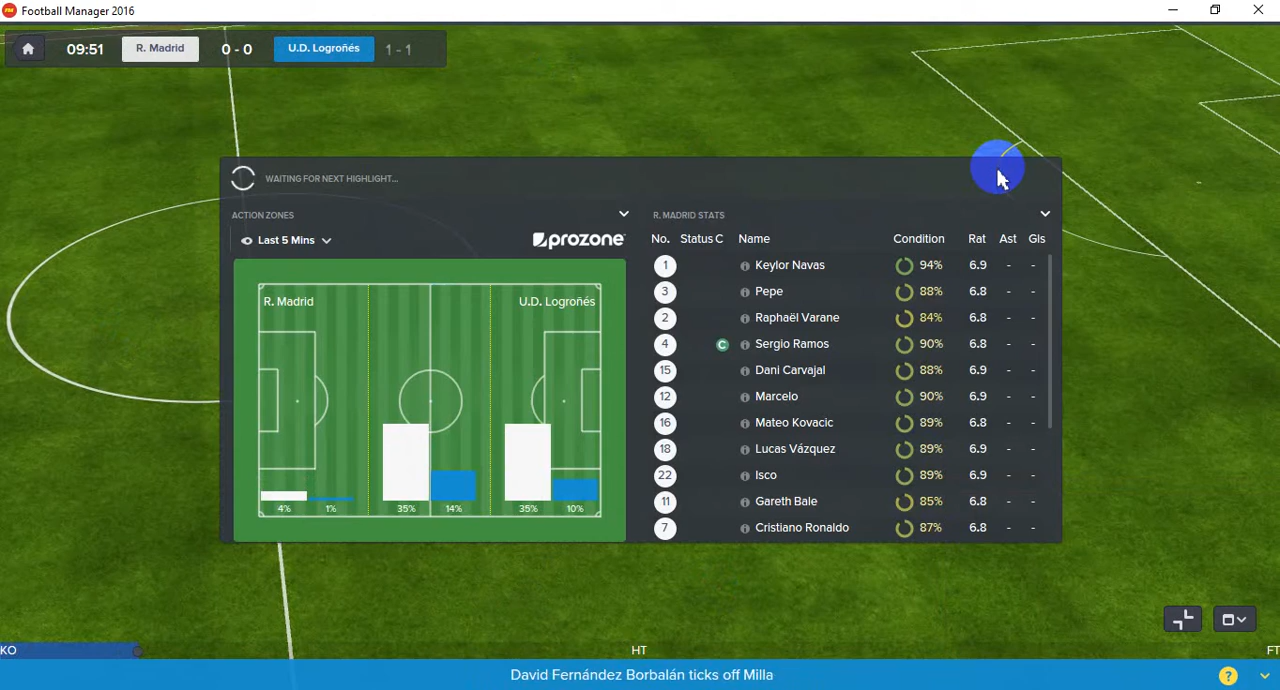 Football Manager 2016
09:51 R. Madrid 0 - 0 U.D. Logroñés 1 - 1
WAITING FOR NEXT HIGHLIGHT...
ACTION ZONES
Last 5 Mins prozone
R. Madrid U.D. Logroñés
4% 1% 35% 14% 35% 10%
R. MADRID STATS
No. Status C Name Condition Rat Ast Gls
1 Keylor Navas 94% 6.9 - -
3 Pepe 88% 6.8 - -
2 Raphaël Varane 84% 6.8 - -
4 C Sergio Ramos 90% 6.8 - -
15 Dani Carvajal 88% 6.9 - -
12 Marcelo 90% 6.9 - -
16 Mateo Kovacic 89% 6.8 - -
18 Lucas Vázquez 89% 6.9 - -
22 Isco 89% 6.9 - -
11 Gareth Bale 85% 6.8 - -
7 Cristiano Ronaldo 87% 6.8 - -
KO HT FT
David Fernández Borbalán ticks off Milla ?